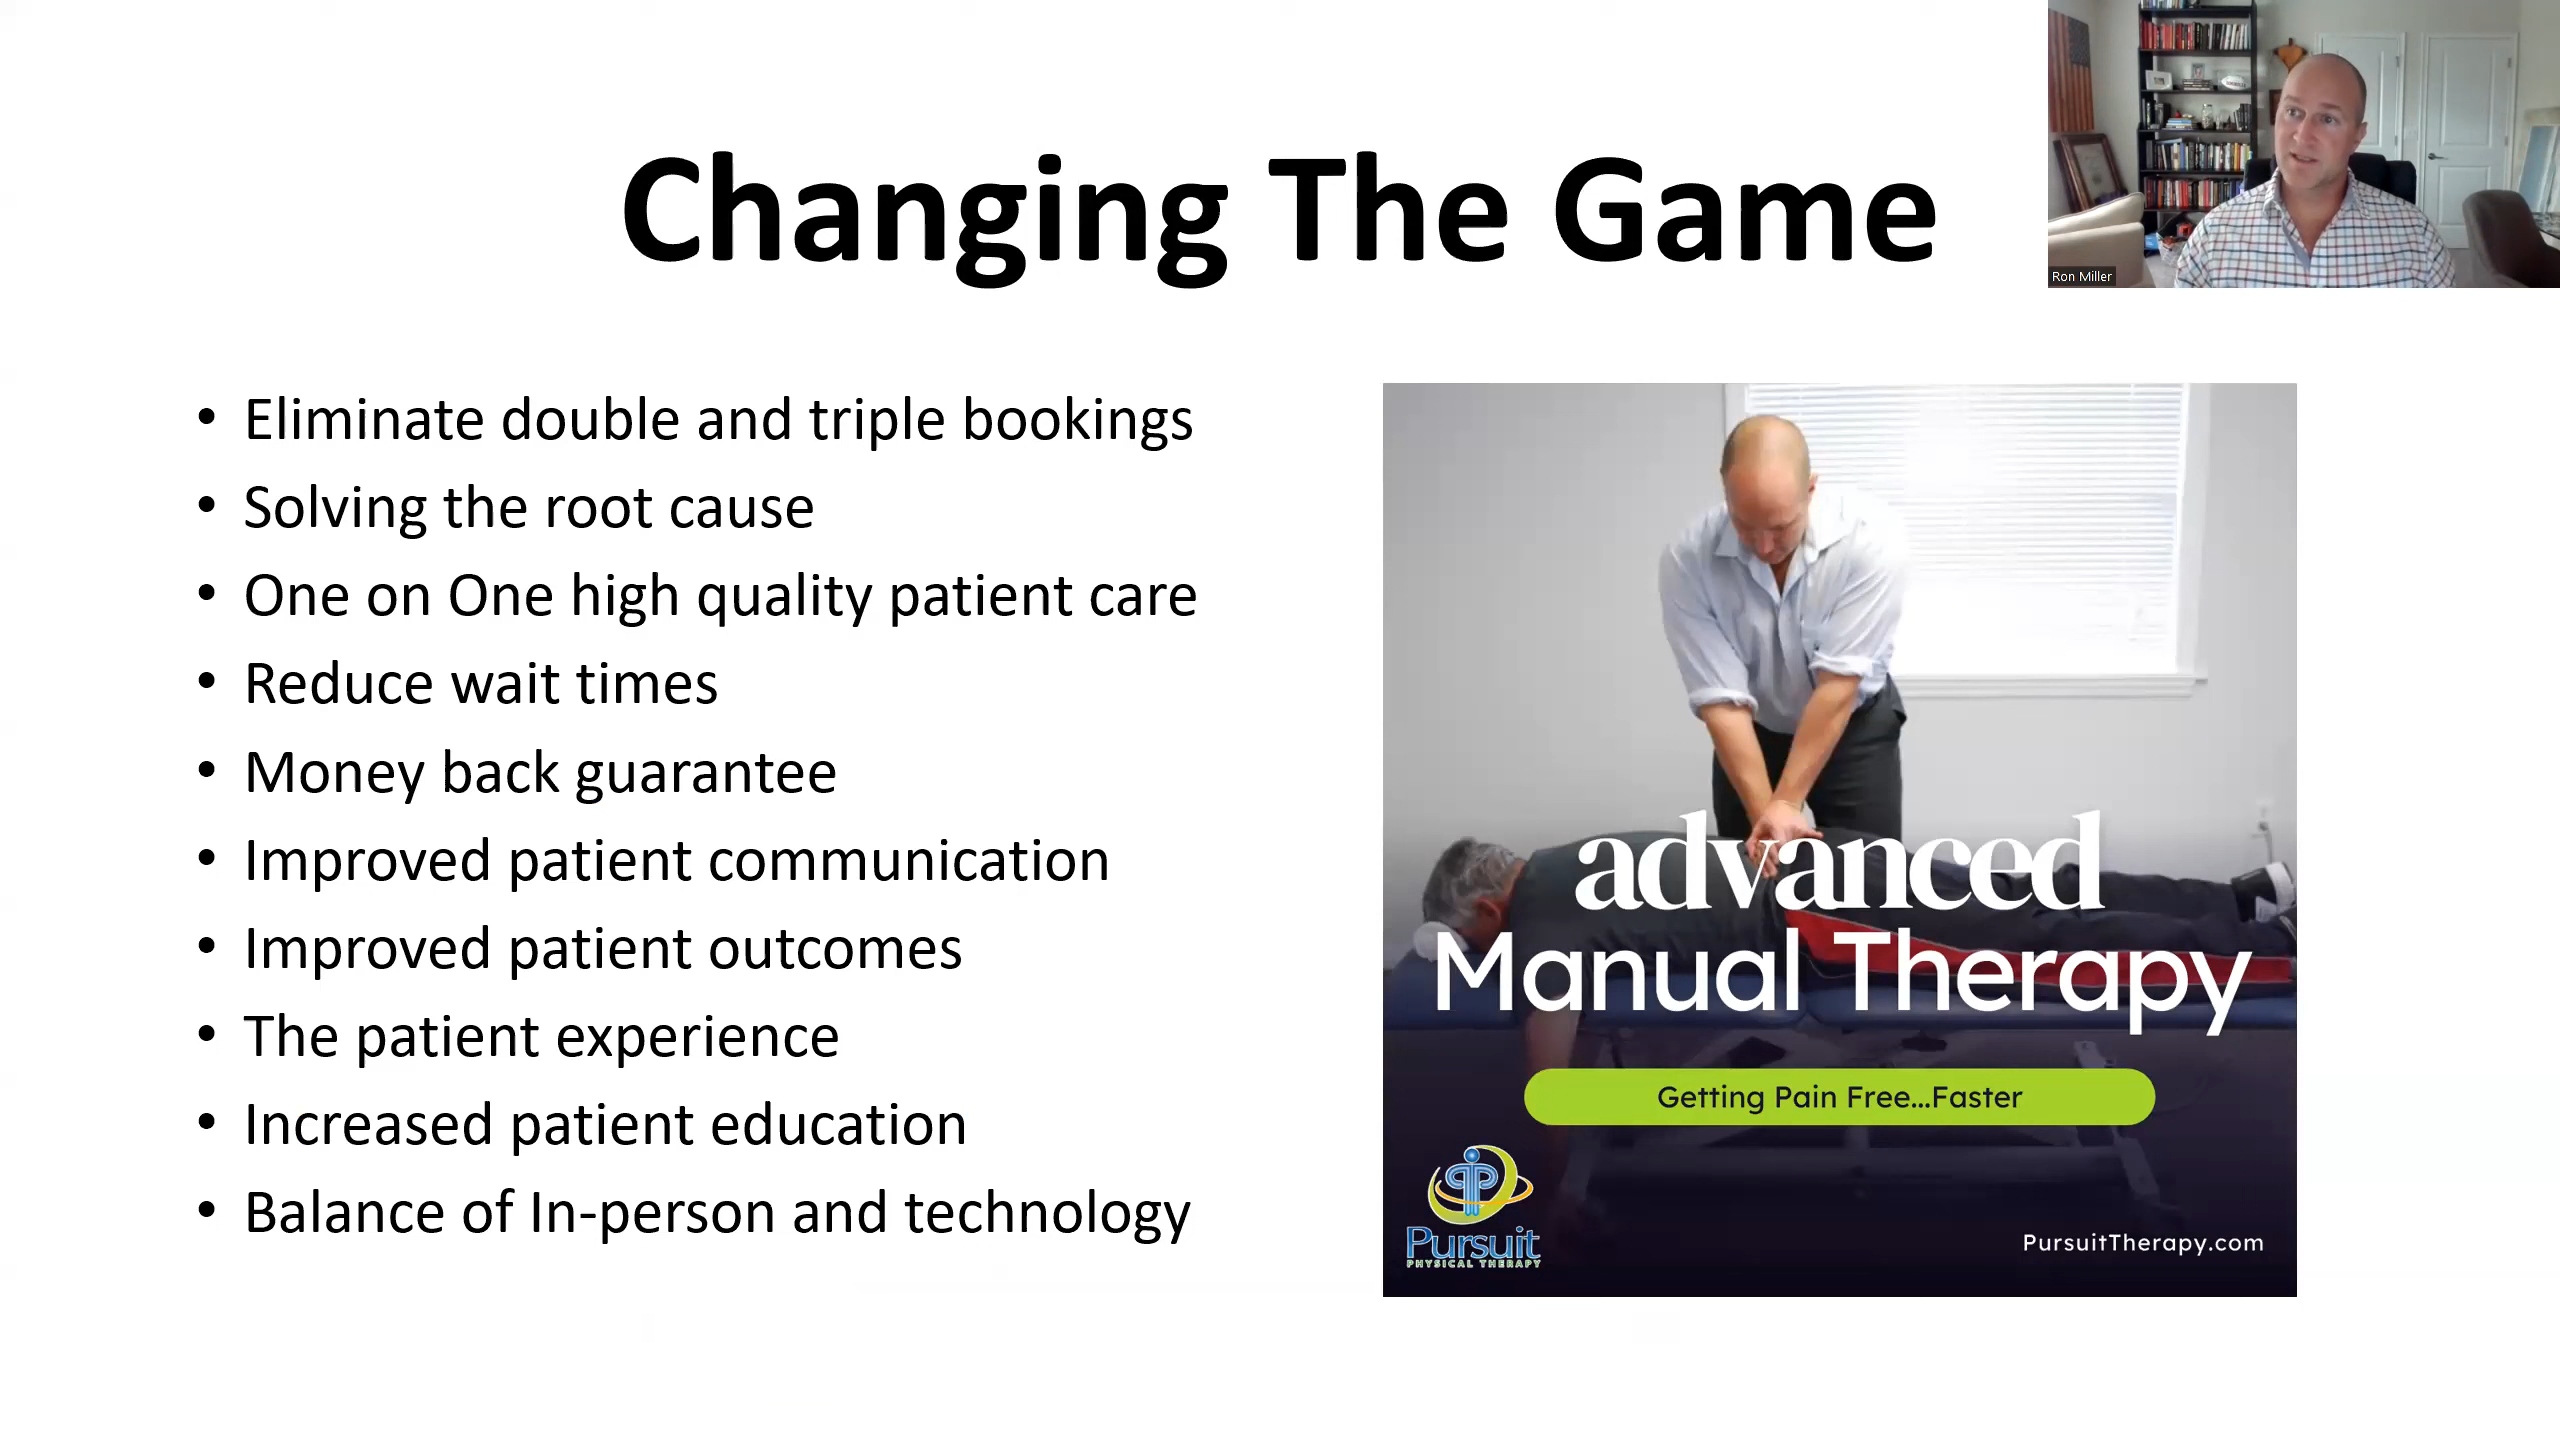 Changing The Game
Ron Miller
• Eliminate double and triple bookings
• Solving the root cause
• One on One high quality patient care
• Reduce wait times
• Money back guarantee
• Improved patient communication
• Improved patient outcomes
• The patient experience
• Increased patient education
• Balance of In-person and technology
advanced
Manual Therapy
Getting Pain Free...Faster
Pursuit
PHYSICAL THERAPY
PursuitTherapy.com